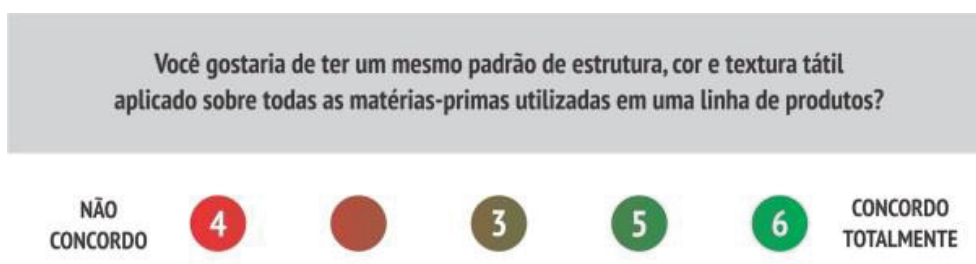 Você gostaria de ter um mesmo padrão de estrutura, cor e textura tátil
aplicado sobre todas as matérias-primas utilizadas em uma linha de produtos?
NÃO
CONCORDO
4
3
5
6
CONCORDO
TOTALMENTE